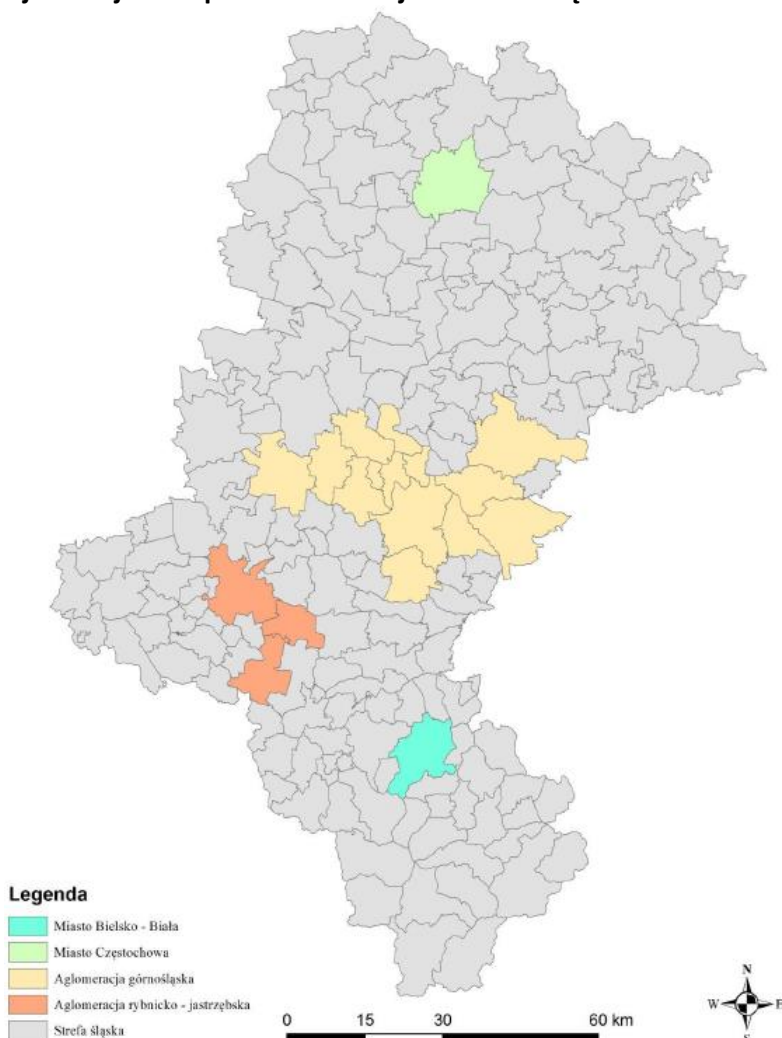 Legenda
Miasto Bielsko - Biała
Miasto Częstochowa
Aglomeracja górnośląska
Aglomeracja rybnicko - jastrzębska
Strefa śląska
0 15 30 60 km
N
W E
S